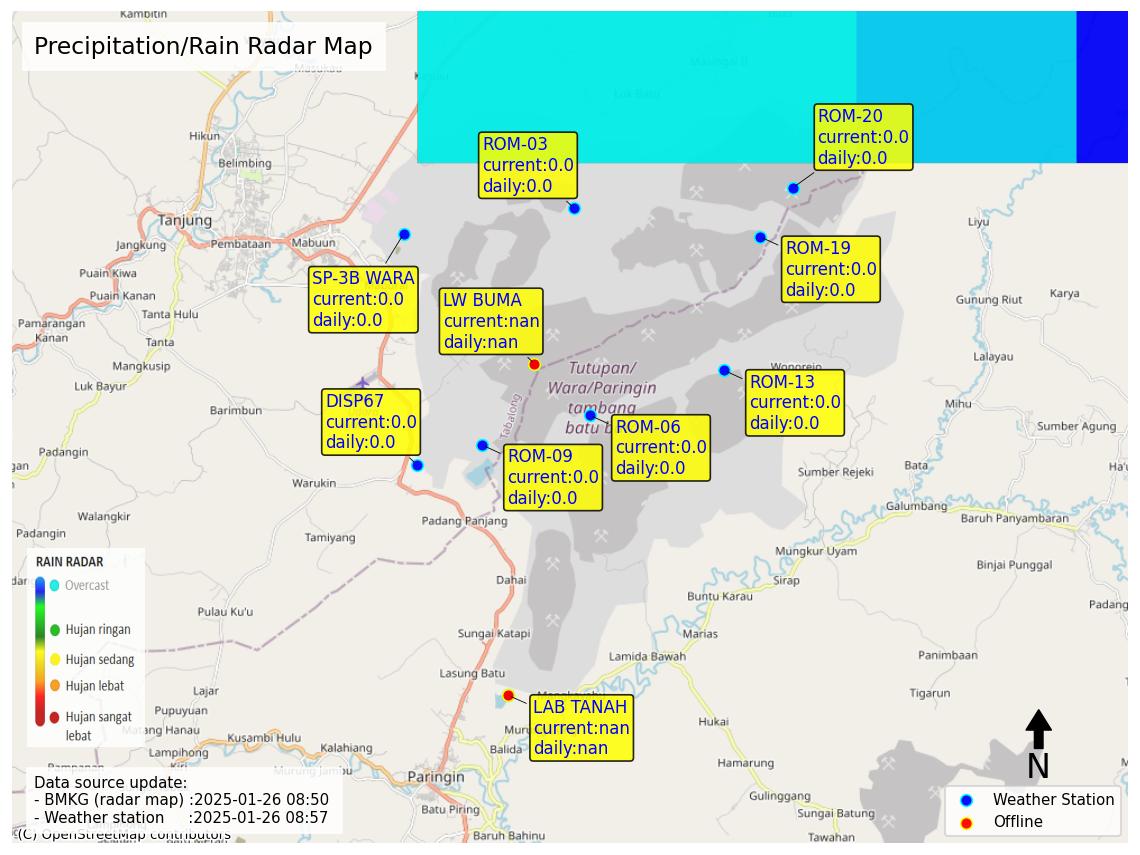 Kambitin
Precipitation/Rain Radar Map
Masukau
Masingai II
Luk Batu
Hikun
Belimbing
Tanjung
Jangkung
Pembataan
Mabuun
Puain Kiwa
Puain Kanan
Tanta Hulu
Pamarangan
Kanan
Tanta
Mangkusip
Luk Bayur
Barimbun
ROM-03
current:0.0
daily:0.0
ROM-20
current:0.0
daily:0.0
SP-3B WARA
current:0.0
daily:0.0
LW BUMA
current:nan
daily:nan
ROM-19
current:0.0
daily:0.0
Liyu
Gunung Riut
Karya
Lalayau
Wonorejo
Mihu
Tutupan/
Wara/Paringin
tambang
batu b
Tabalong
DISP67
current:0.0
daily:0.0
ROM-09
current:0.0
daily:0.0
ROM-06
current:0.0
daily:0.0
ROM-13
current:0.0
daily:0.0
Sumber Agung
Ha!
Bata
Sumber Rejeki
Galumbang
Baruh Panyambaran
gan
Padangin
Warukin
Walangkir
Padangin
Tamiyang
Padang Panjang
Mungkur Uyam
Binjai Punggal
Sirap
Dahai
Buntu Karau
Padang
Pulau Ku'u
Sungai Katapi
Marias
Lamida Bawah
Panimbaan
Lasung Batu
Tigarun
RAIN RADAR
Overcast
Hujan ringan
Hujan sedang
Hujan lebat
Hujan sangat
lebat
Lajar
Pupuyuan
Matang Hanau
Kusambi Hulu
Lampihong
Kalahiang
Murung Jambu
Paringin
Batu Piring
Baruh Bahinu
LAB TANAH
current:nan
daily:nan
Balida
Hukai
Hamarung
Gulinggang
Sungai Batung
Tawahan
N
Weather Station
Offline
Data source update:
- BMKG (radar map) :2025-01-26 08:50
- Weather station :2025-01-26 08:57
(C) OpenStreetMap contributors